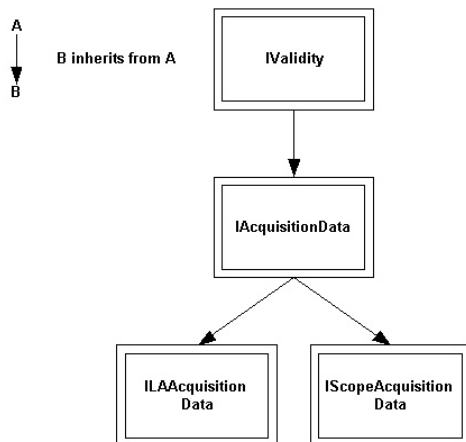 A
B inherits from A
B
IValidity
IAcquisitionData
ILAAcquisition
Data
IScopeAcquisition
Data